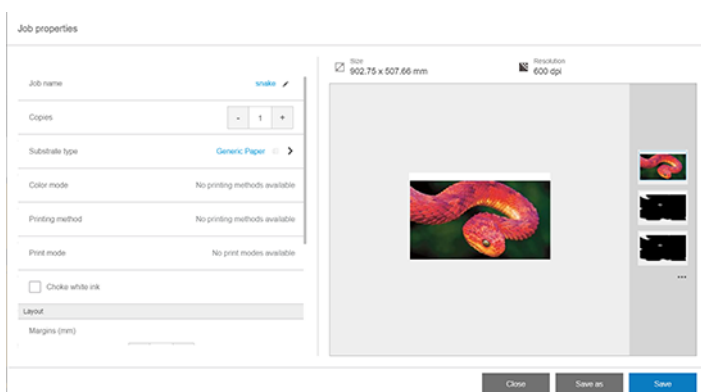 Job properties
Size
902.75 x 507.66 mm
Resolution
600 dpi
Job name
snake
Copies
- 1 +
Substrate type
Generic Paper
Color mode
No printing methods available
Printing method
No printing methods available
Print mode
No print modes available
Choke white ink
Layout
Margins (mm)
...
Close
Save as
Save